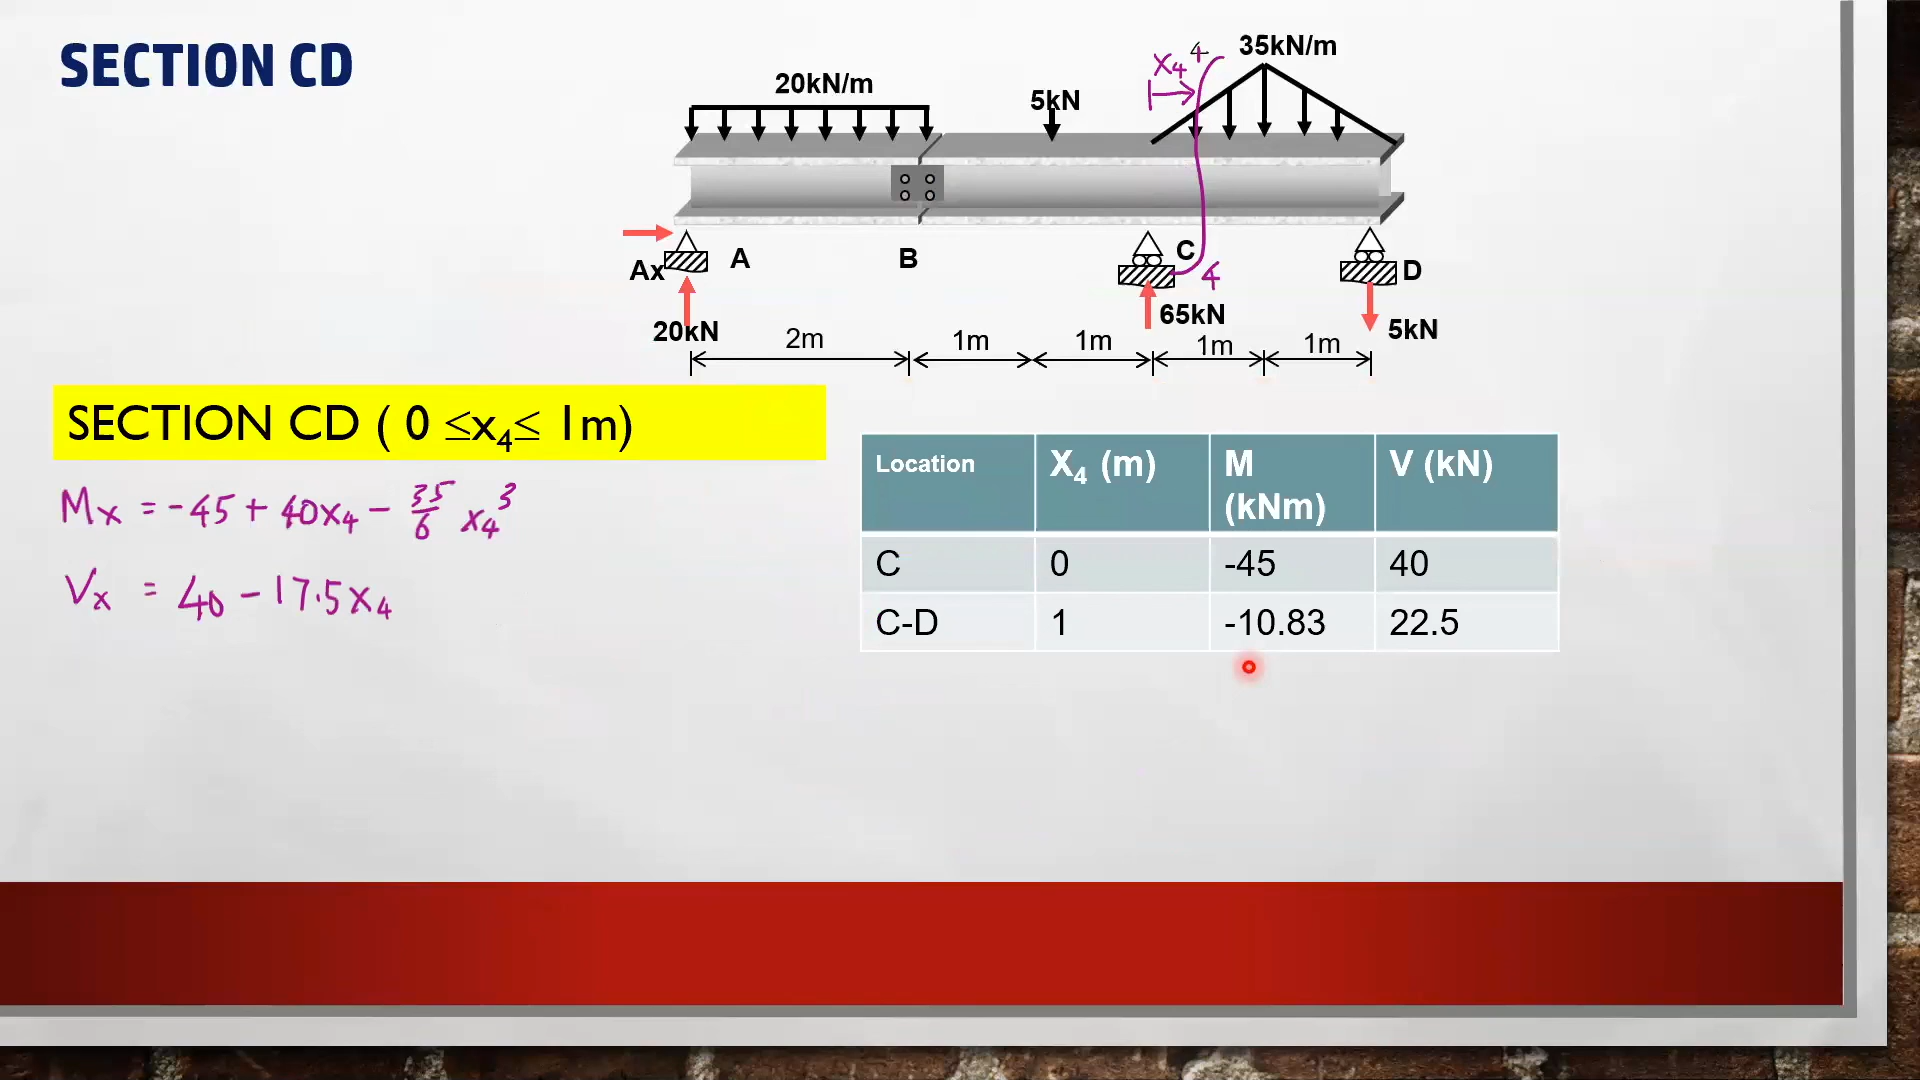 SECTION CD
20kN/m
5kN
x₄
4
35kN/m
Ax
A
B
C
4
D
20kN
65kN
5kN
2m
1m
1m
1m
1m
SECTION CD ( 0 ≤x₄≤ 1m)
Mx = -45 + 40x₄ - 35/6 x₄³
Vx = 40 - 17.5x₄
Location X₄ (m) M (kNm) V (kN)
C 0 -45 40
C-D 1 -10.83 22.5